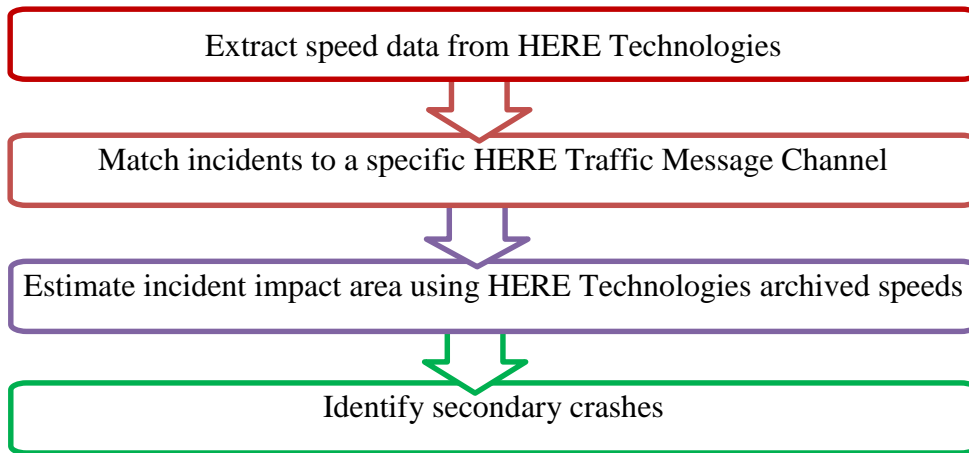 Extract speed data from HERE Technologies
Match incidents to a specific HERE Traffic Message Channel
Estimate incident impact area using HERE Technologies archived speeds
Identify secondary crashes